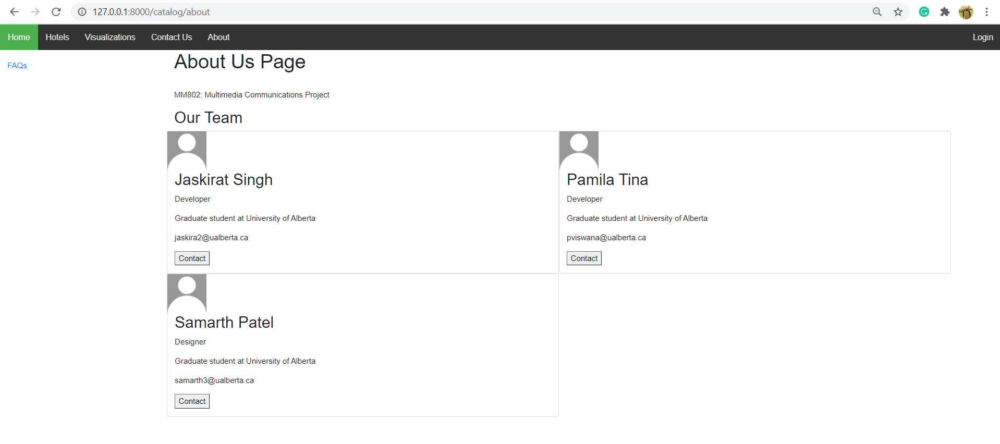 127.0.0.1:8000/catalog/about
Home Hotels Visualizations Contact Us About Login
FAQs
About Us Page
MM802: Multimedia Communications Project
Our Team
Jaskirat Singh
Developer
Graduate student at University of Alberta
jaskira2@ualberta.ca
Contact
Pamila Tina
Developer
Graduate student at University of Alberta
pviswana@ualberta.ca
Contact
Samarth Patel
Designer
Graduate student at University of Alberta
samarth3@ualberta.ca
Contact